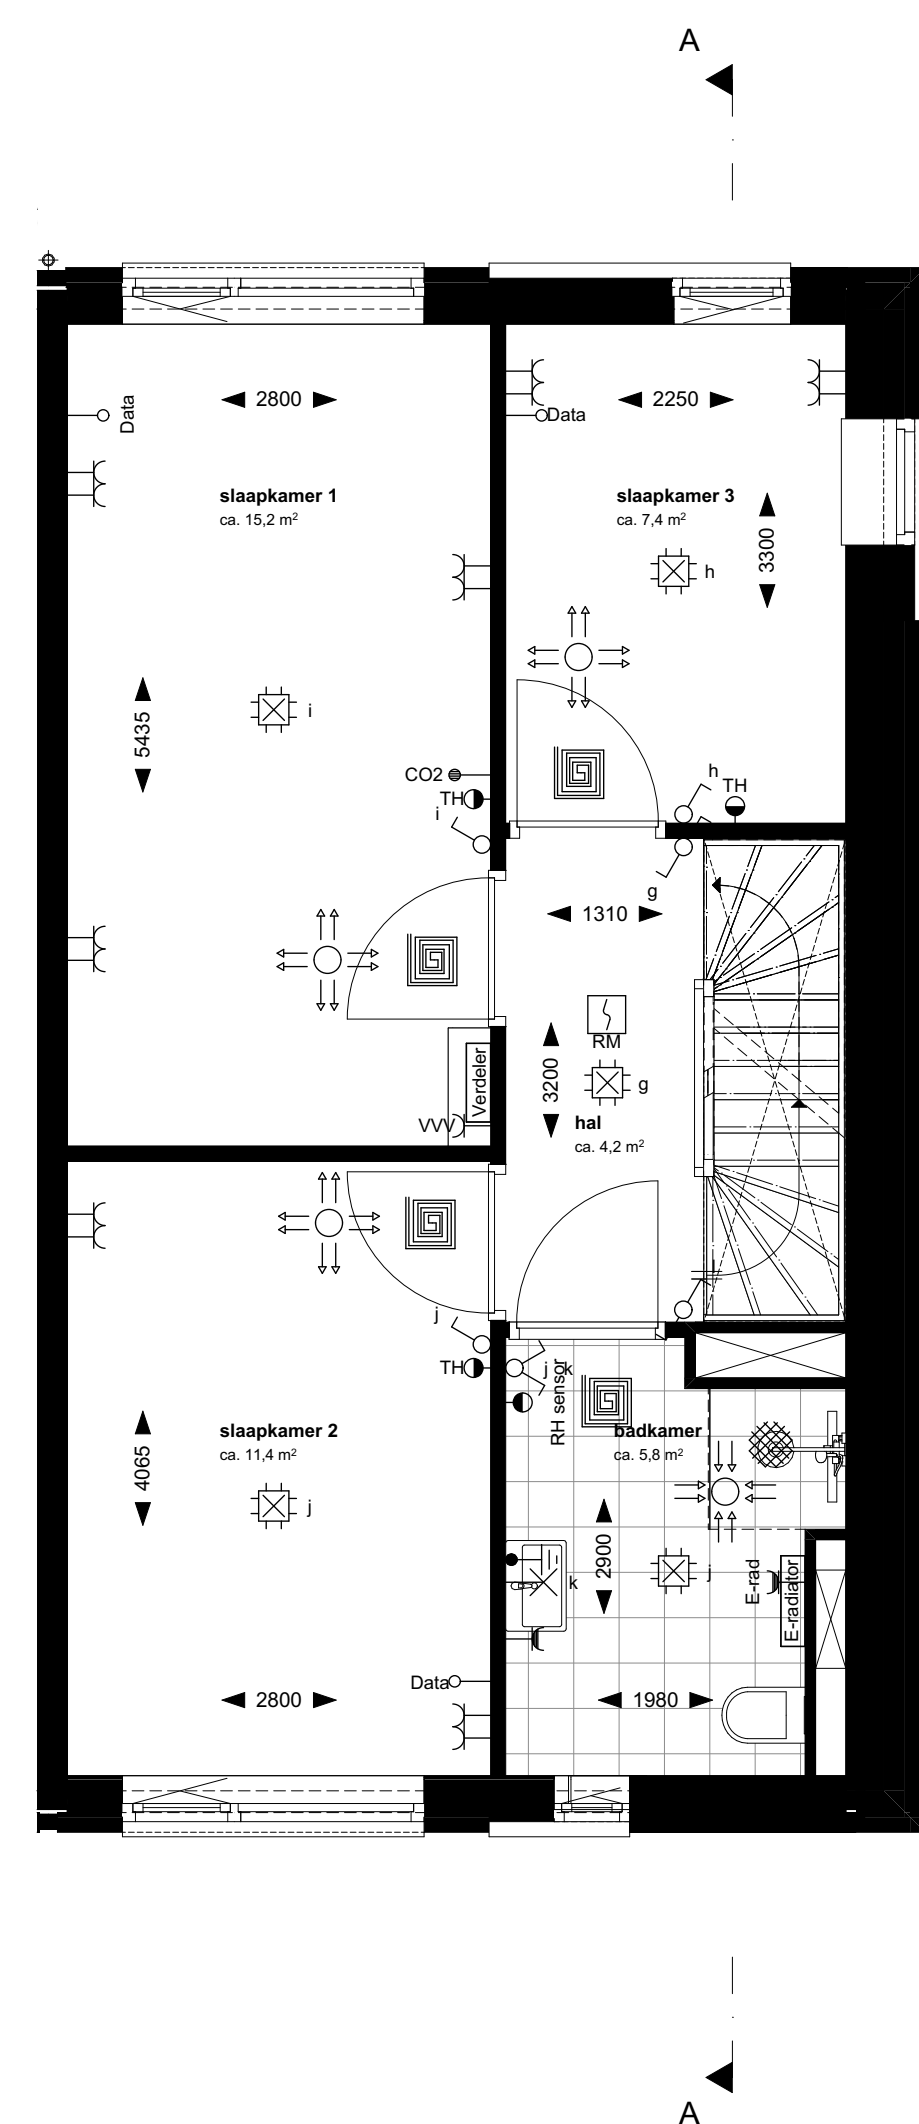 A
2800
2250
Data
Data
slaapkamer 1
ca. 15,2 m²
slaapkamer 3
ca. 7,4 m²
3300
h
i
5435
CO2
TH
i
h
TH
g
1310
RM
3200
g
Verdeler
VVV
hal
ca. 4,2 m²
j
TH
j k
RH sensor
slaapkamer 2
ca. 11,4 m²
badkamer
ca. 5,8 m²
4065
j
2900
k
j
E-rad
E-radiator
Data
2800
1980
A